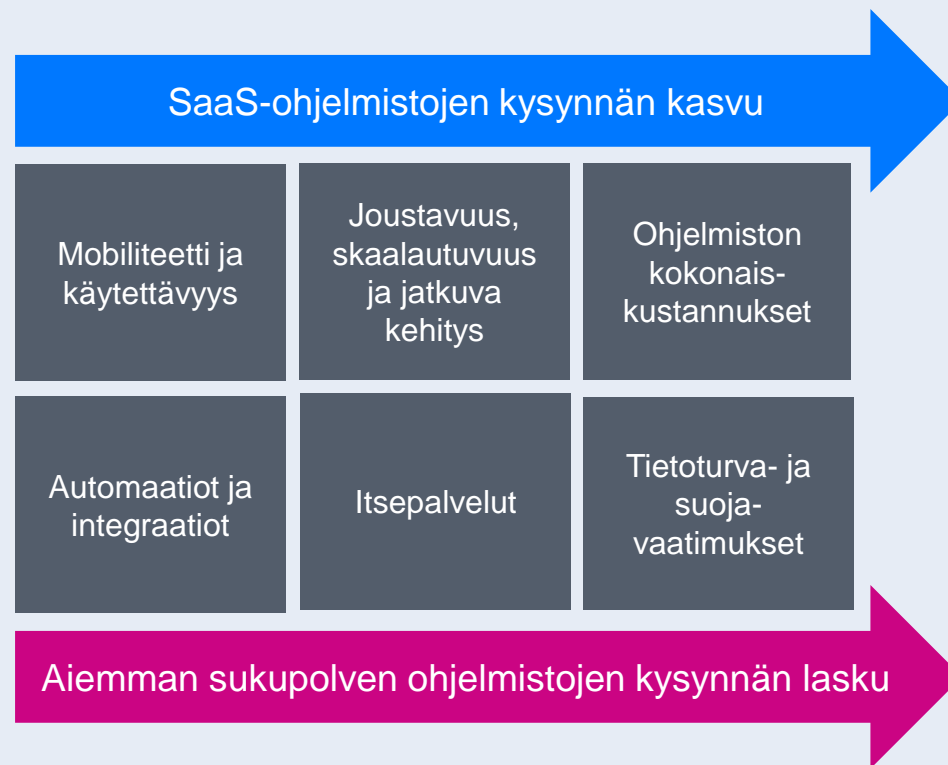 SaaS-ohjelmistojen kysynnän kasvu
Mobiliteetti ja
käytettävyys
Joustavuus,
skaalautuvuus
ja jatkuva
kehitys
Ohjelmiston
kokonais-
kustannukset
Automaatiot ja
integraatiot
Itsepalvelut
Tietoturva- ja
suoja-
vaatimukset
Aiemman sukupolven ohjelmistojen kysynnän lasku